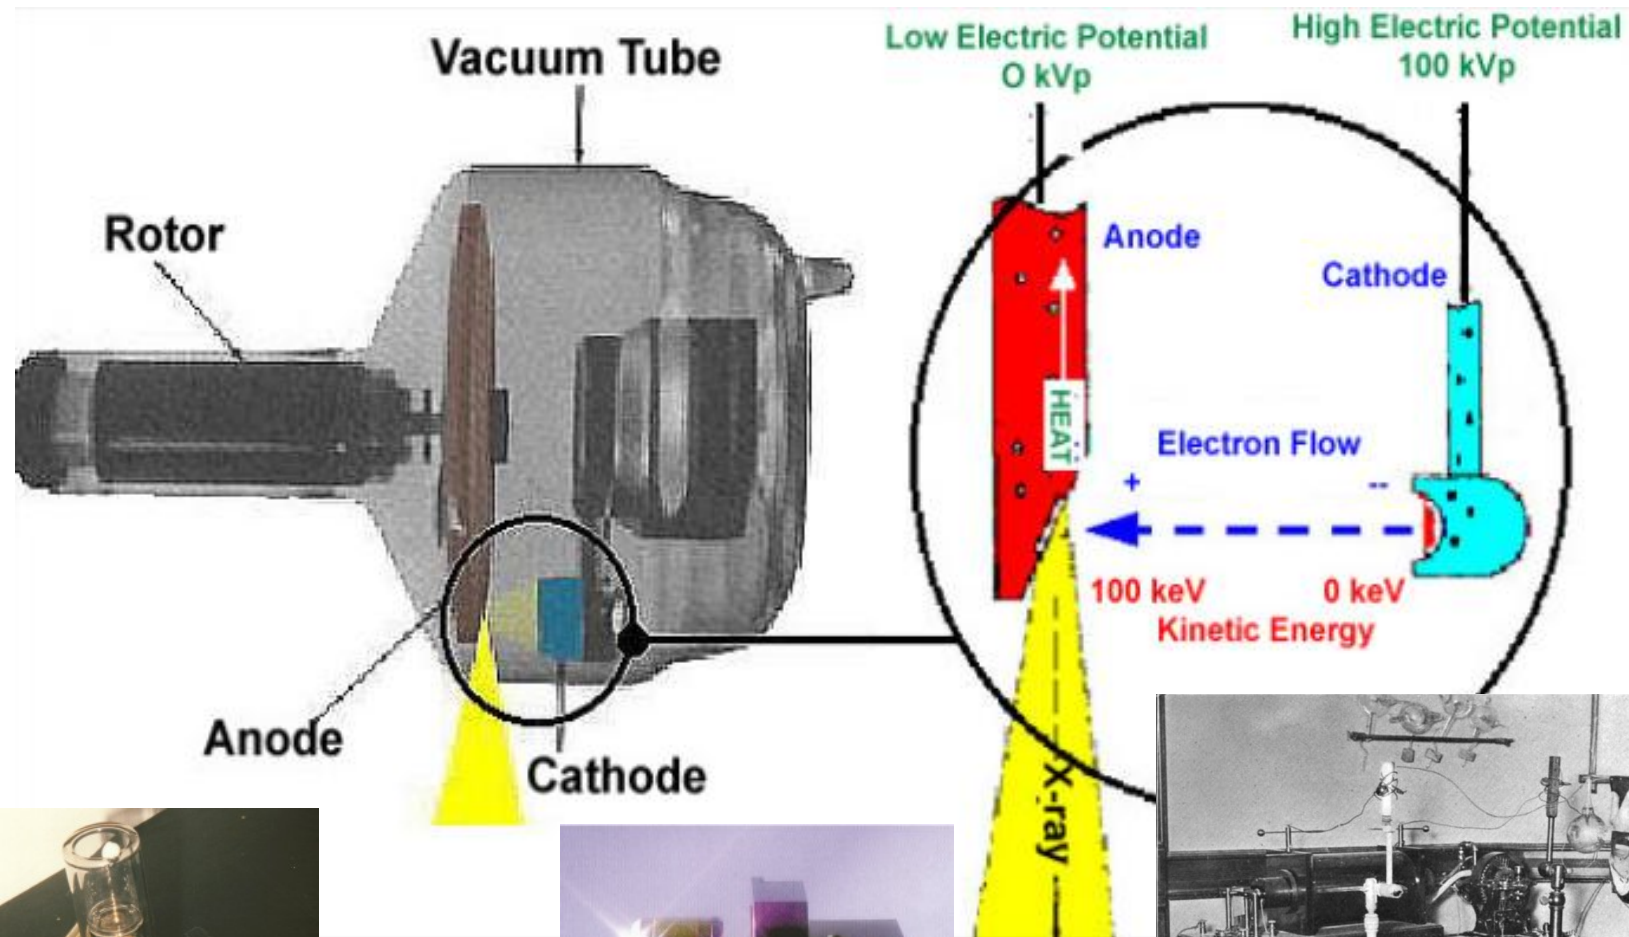 Vacuum Tube
Rotor
Anode
Cathode
Low Electric Potential
O kVp
High Electric Potential
100 kVp
Anode
Cathode
HEAT
Electron Flow
+
--
100 keV
0 keV
Kinetic Energy
X-ray